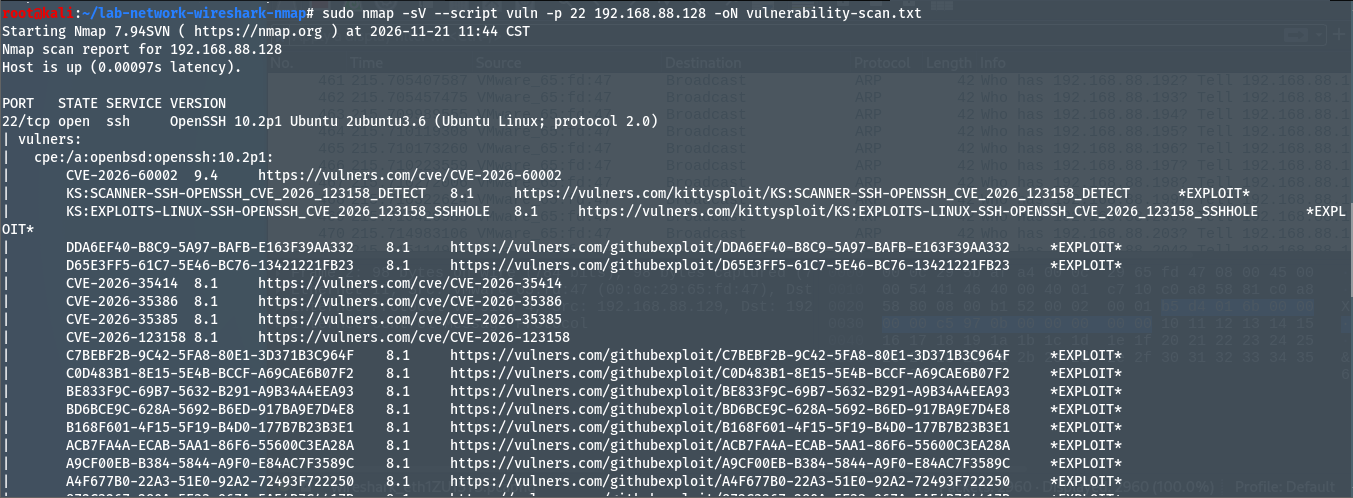 root@kali:~/lab-network-wireshark-nmap# sudo nmap -sV --script vuln -p 22 192.168.88.128 -oN vulnerability-scan.txt
Starting Nmap 7.94SVN ( https://nmap.org ) at 2026-11-21 11:44 CST
Nmap scan report for 192.168.88.128
Host is up (0.00097s latency).
No. Time Source Destination Protocol Length Info
PORT   STATE SERVICE VERSION
22/tcp open  ssh     OpenSSH 10.2p1 Ubuntu 2ubuntu3.6 (Ubuntu Linux; protocol 2.0)
| vulners:
|   cpe:/a:openbsd:openssh:10.2p1:
|       CVE-2026-60002  9.4     https://vulners.com/cve/CVE-2026-60002
|       KS:SCANNER-SSH-OPENSSH_CVE_2026_123158_DETECT   8.1     https://vulners.com/kittysploit/KS:SCANNER-SSH-OPENSSH_CVE_2026_123158_DETECT      *EXPLOIT*
|       KS:EXPLOITS-LINUX-SSH-OPENSSH_CVE_2026_123158_SSHHOLE   8.1     https://vulners.com/kittysploit/KS:EXPLOITS-LINUX-SSH-OPENSSH_CVE_2026_123158_SSHHOLE      *EXPL
OIT*
|       DDA6EF40-B8C9-5A97-BAFB-E163F39AA332    8.1     https://vulners.com/githubexploit/DDA6EF40-B8C9-5A97-BAFB-E163F39AA332     *EXPLOIT*
|       D65E3FF5-61C7-5E46-BC76-13421221FB23    8.1     https://vulners.com/githubexploit/D65E3FF5-61C7-5E46-BC76-13421221FB23     *EXPLOIT*
|       CVE-2026-35414  8.1     https://vulners.com/cve/CVE-2026-35414
|       CVE-2026-35386  8.1     https://vulners.com/cve/CVE-2026-35386
|       CVE-2026-35385  8.1     https://vulners.com/cve/CVE-2026-35385
|       CVE-2026-123158 8.1     https://vulners.com/cve/CVE-2026-123158
|       C7BEBF2B-9C42-5FA8-80E1-3D371B3C964F    8.1     https://vulners.com/githubexploit/C7BEBF2B-9C42-5FA8-80E1-3D371B3C964F     *EXPLOIT*
|       C0D483B1-8E15-5E4B-BCCF-A69CAE6B07F2    8.1     https://vulners.com/githubexploit/C0D483B1-8E15-5E4B-BCCF-A69CAE6B07F2     *EXPLOIT*
|       BE833F9C-69B7-5632-B291-A9B34A4EEA93    8.1     https://vulners.com/githubexploit/BE833F9C-69B7-5632-B291-A9B34A4EEA93     *EXPLOIT*
|       BD6BCE9C-628A-5692-B6ED-917BA9E7D4E8    8.1     https://vulners.com/githubexploit/BD6BCE9C-628A-5692-B6ED-917BA9E7D4E8     *EXPLOIT*
|       B168F601-4F15-5F19-B4D0-177B7B23B3E1    8.1     https://vulners.com/githubexploit/B168F601-4F15-5F19-B4D0-177B7B23B3E1     *EXPLOIT*
|       ACB7FA4A-ECAB-5AA1-86F6-55600C3EA28A    8.1     https://vulners.com/githubexploit/ACB7FA4A-ECAB-5AA1-86F6-55600C3EA28A     *EXPLOIT*
|       A9CF00EB-B384-5844-A9F0-E84AC7F3589C    8.1     https://vulners.com/githubexploit/A9CF00EB-B384-5844-A9F0-E84AC7F3589C     *EXPLOIT*
|       A4F677B0-22A3-51E0-92A2-72493F722250    8.1     https://vulners.com/githubexploit/A4F677B0-22A3-51E0-92A2-72493F722250     *EXPLOIT*
Profile: Default